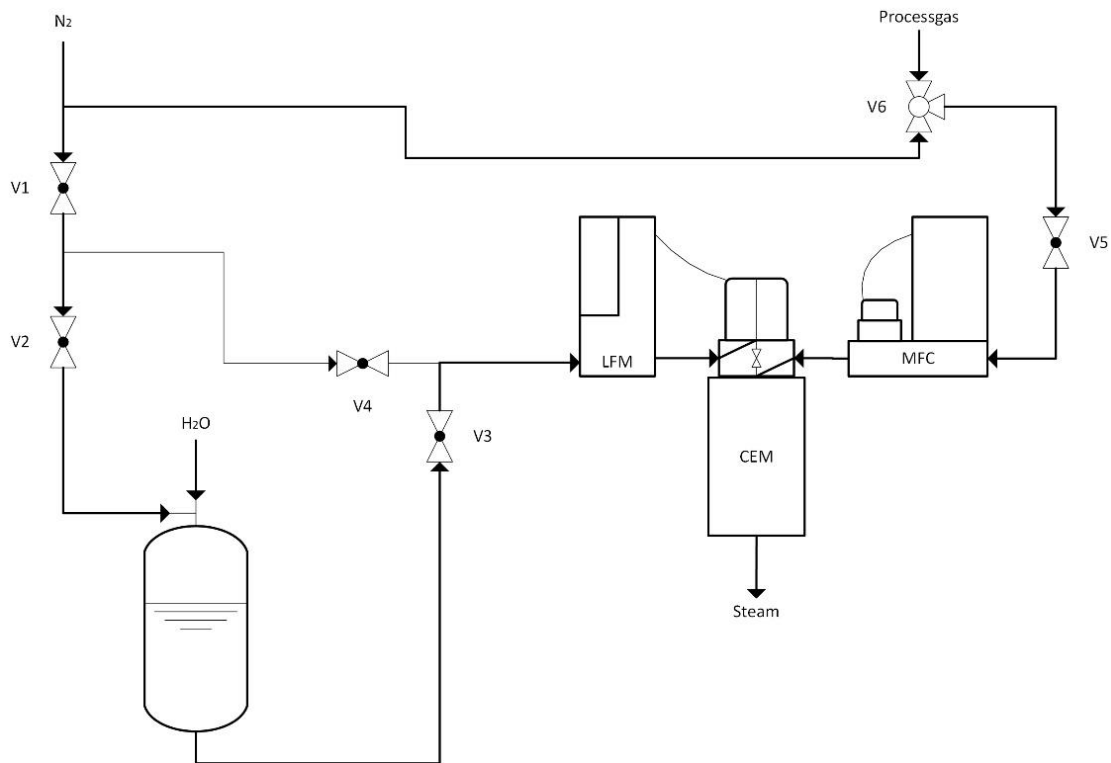 N₂
Processgas
V6
V1
V5
V2
LFM
MFC
V4
H₂O
V3
CEM
Steam